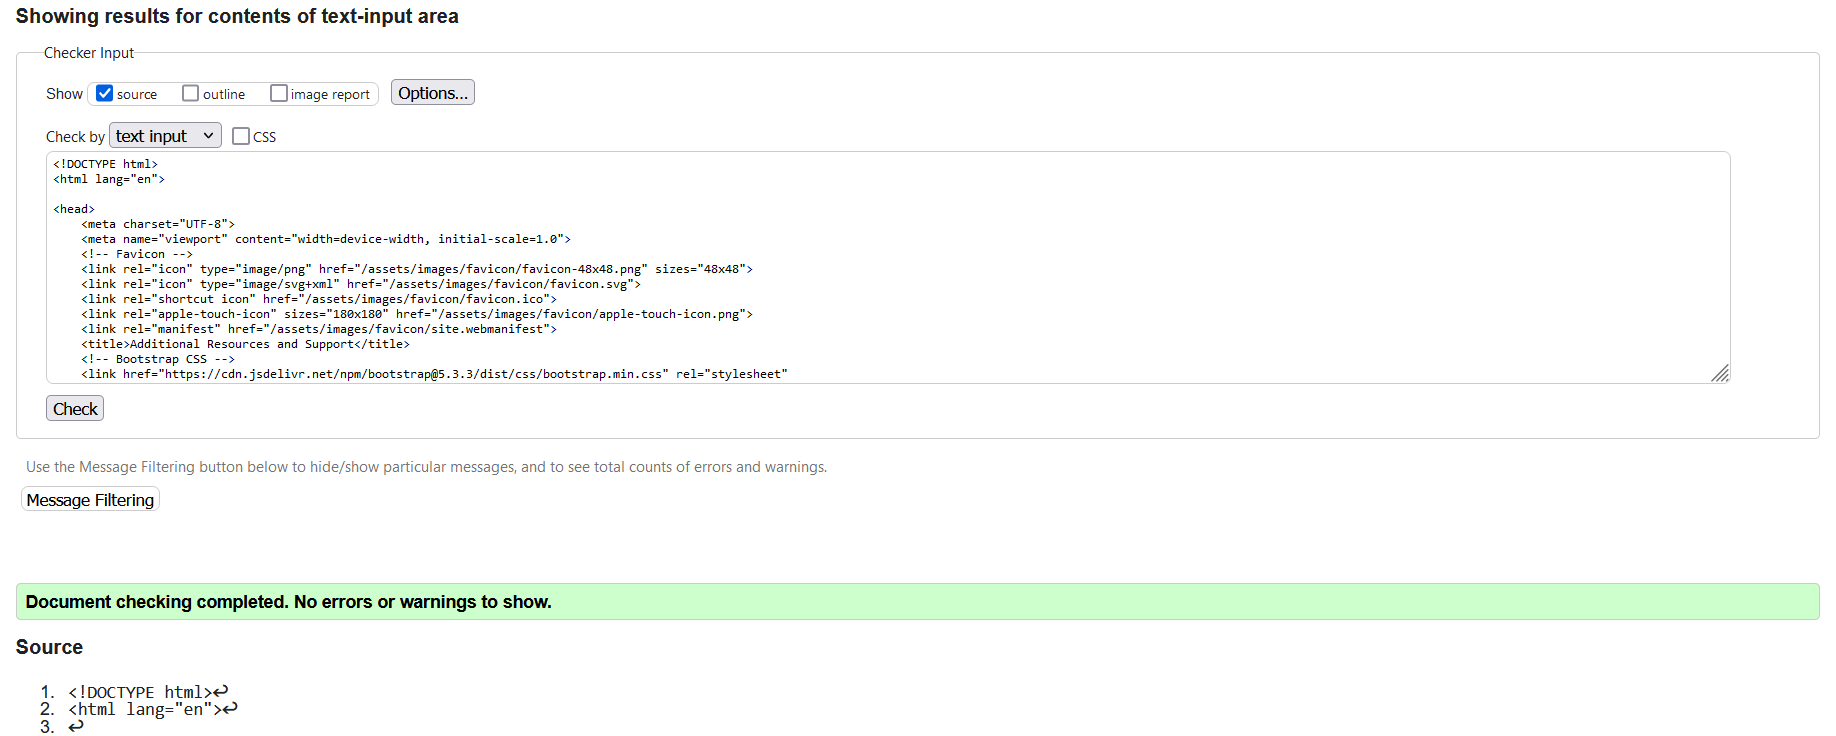 Showing results for contents of text-input area
Checker Input
Show source outline image report Options...
Check by text input CSS
<!DOCTYPE html>
<html lang="en">
<head>
    <meta charset="UTF-8">
    <meta name="viewport" content="width=device-width, initial-scale=1.0">
    <!-- Favicon -->
    <link rel="icon" type="image/png" href="/assets/images/favicon/favicon-48x48.png" sizes="48x48">
    <link rel="icon" type="image/svg+xml" href="/assets/images/favicon/favicon.svg">
    <link rel="shortcut icon" href="/assets/images/favicon/favicon.ico">
    <link rel="apple-touch-icon" sizes="180x180" href="/assets/images/favicon/apple-touch-icon.png">
    <link rel="manifest" href="/assets/images/favicon/site.webmanifest">
    <title>Additional Resources and Support</title>
    <!-- Bootstrap CSS -->
    <link href="https://cdn.jsdelivr.net/npm/bootstrap@5.3.3/dist/css/bootstrap.min.css" rel="stylesheet"
Check
Use the Message Filtering button below to hide/show particular messages, and to see total counts of errors and warnings.
Message Filtering
Document checking completed. No errors or warnings to show.
Source
1. <!DOCTYPE html>↩
2. <html lang="en">↩
3. ↩